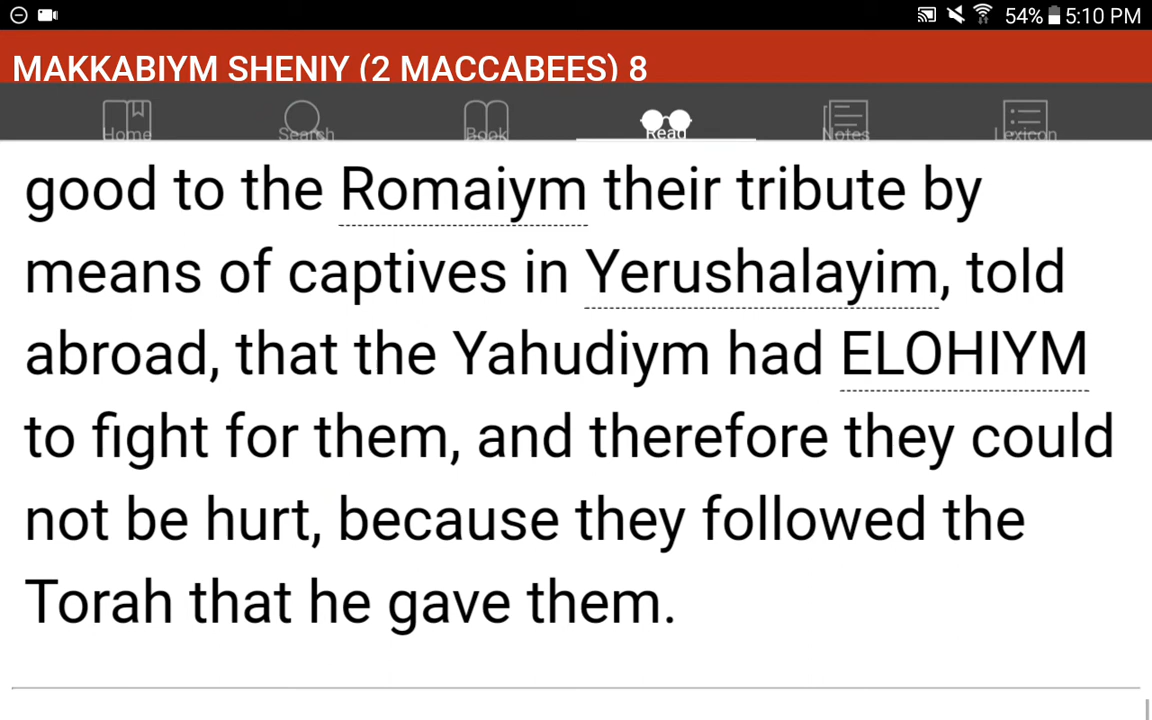 54% 5:10 PM
MAKKABIYM SHENIY (2 MACCABEES) 8
Home Search Book Read Notes Lexicon
good to the Romaiym their tribute by
means of captives in Yerushalayim, told
abroad, that the Yahudiym had ELOHIYM
to fight for them, and therefore they could
not be hurt, because they followed the
Torah that he gave them.